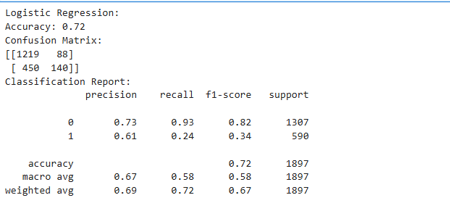 Logistic Regression:
Accuracy: 0.72
Confusion Matrix:
[[1219   88]
 [ 450  140]]
Classification Report:
              precision    recall  f1-score   support

           0       0.73      0.93      0.82      1307
           1       0.61      0.24      0.34       590

    accuracy                           0.72      1897
   macro avg       0.67      0.58      0.58      1897
weighted avg       0.69      0.72      0.67      1897